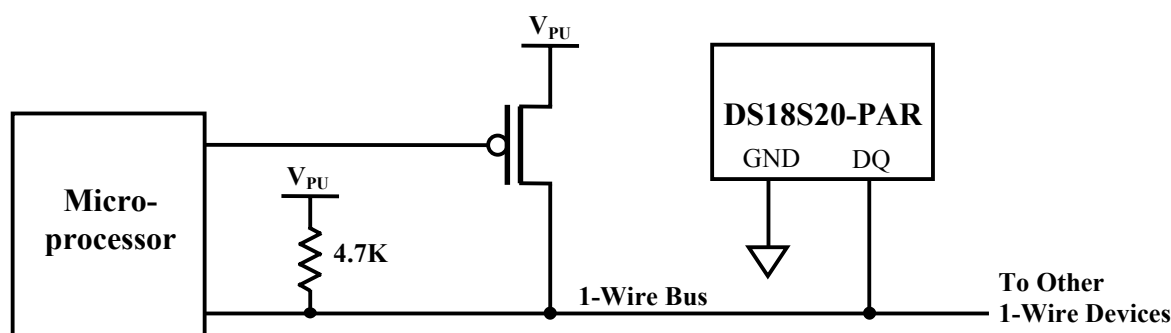 V_PU
DS18S20-PAR
GND DQ
V_PU
Micro-
processor
4.7K
1-Wire Bus
To Other
1-Wire Devices